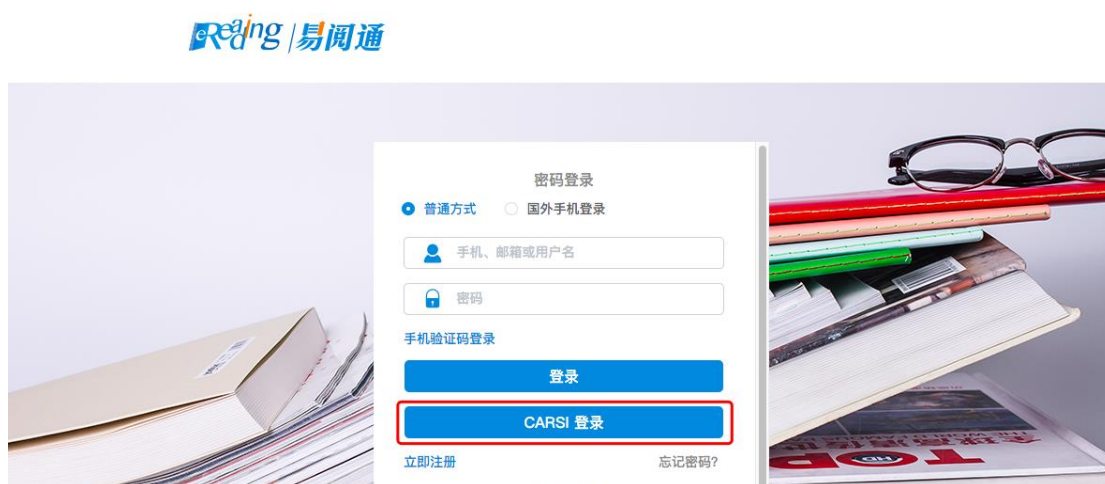 eReading | 易阅通
密码登录
普通方式 国外手机登录
手机、邮箱或用户名
密码
手机验证码登录
登录
CARSI 登录
立即注册 忘记密码?
TOP
HD